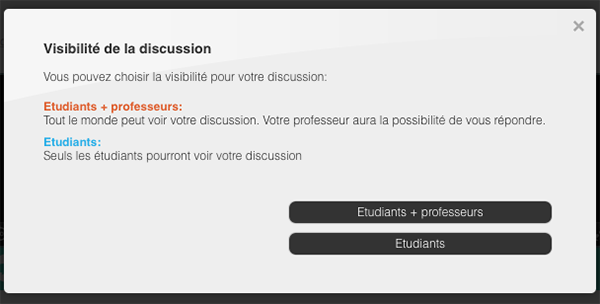 Visibilité de la discussion
Vous pouvez choisir la visibilité pour votre discussion:
Etudiants + professeurs:
Tout le monde peut voir votre discussion. Votre professeur aura la possibilité de vous répondre.
Etudiants:
Seuls les étudiants pourront voir votre discussion
Etudiants + professeurs
Etudiants